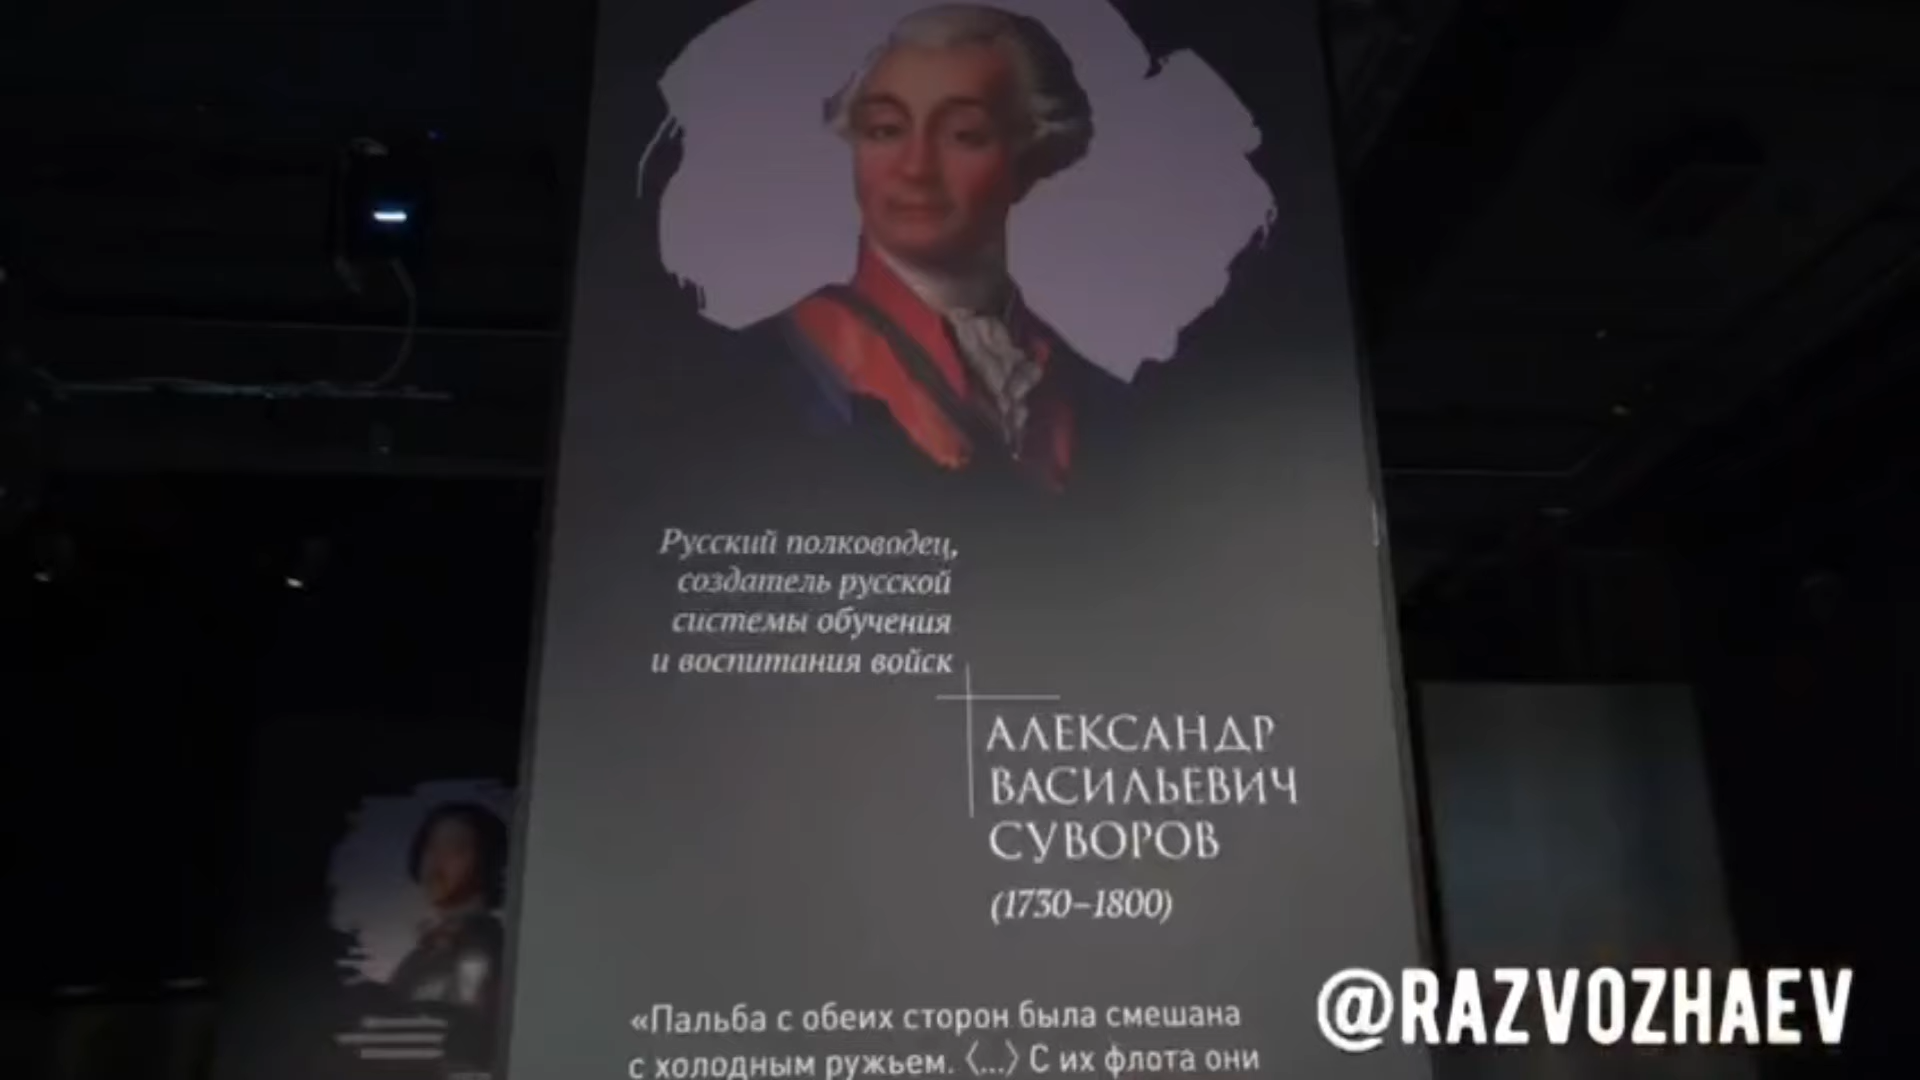 Русский полководец,
создатель русской
системы обучения
и воспитания войск
АЛЕКСАНДР
ВАСИЛЬЕВИЧ
СУВОРОВ
(1730–1800)
«Пальба с обеих сторон была смешана
с холодным ружьем. ⟨...⟩ С их флота они
@RAZVOZHAEV